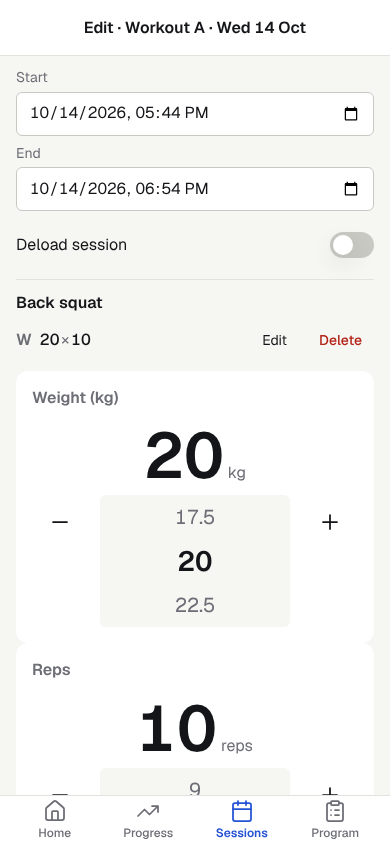 Edit · Workout A · Wed 14 Oct
Start
10/14/2026, 05:44 PM
End
10/14/2026, 06:54 PM
Deload session
Back squat
W 20×10 Edit Delete
Weight (kg)
20 kg
17.5
− 20 +
22.5
Reps
10 reps
− 9 +
Home Progress Sessions Program